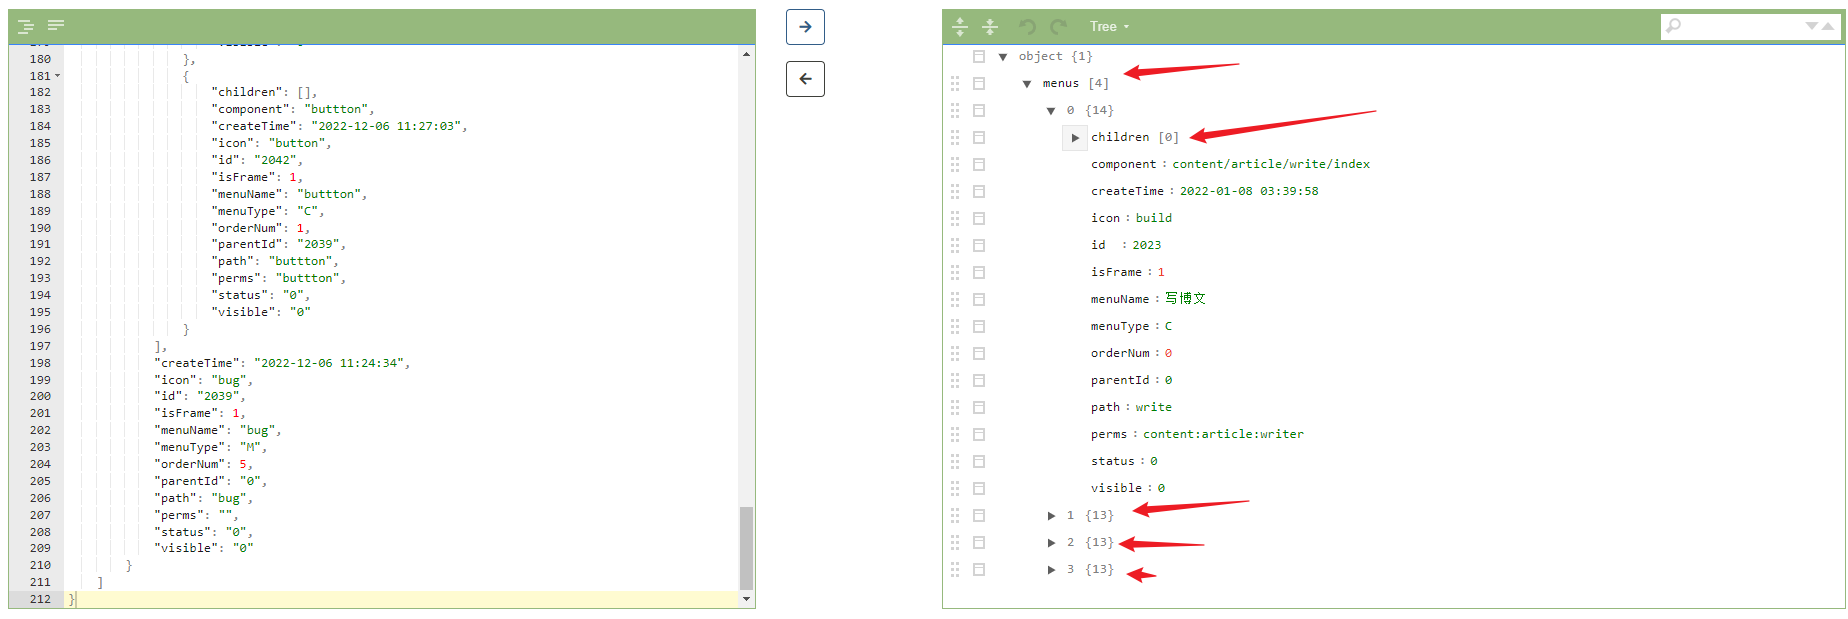 180 },
181 {
182 "children": [],
183 "component": "buttton",
184 "createTime": "2022-12-06 11:27:03",
185 "icon": "button",
186 "id": "2042",
187 "isFrame": 1,
188 "menuName": "buttton",
189 "menuType": "C",
190 "orderNum": 1,
191 "parentId": "2039",
192 "path": "buttton",
193 "perms": "buttton",
194 "status": "0",
195 "visible": "0"
196 }
197 ],
198 "createTime": "2022-12-06 11:24:34",
199 "icon": "bug",
200 "id": "2039",
201 "isFrame": 1,
202 "menuName": "bug",
203 "menuType": "M",
204 "orderNum": 5,
205 "parentId": "0",
206 "path": "bug",
207 "perms": "",
208 "status": "0",
209 "visible": "0"
210 }
211 ]
212 }
Tree
object {1}
menus [4]
0 {14}
children [0]
component : content/article/write/index
createTime : 2022-01-08 03:39:58
icon : build
id : 2023
isFrame : 1
menuName : 写博文
menuType : C
orderNum : 0
parentId : 0
path : write
perms : content:article:writer
status : 0
visible : 0
1 {13}
2 {13}
3 {13}